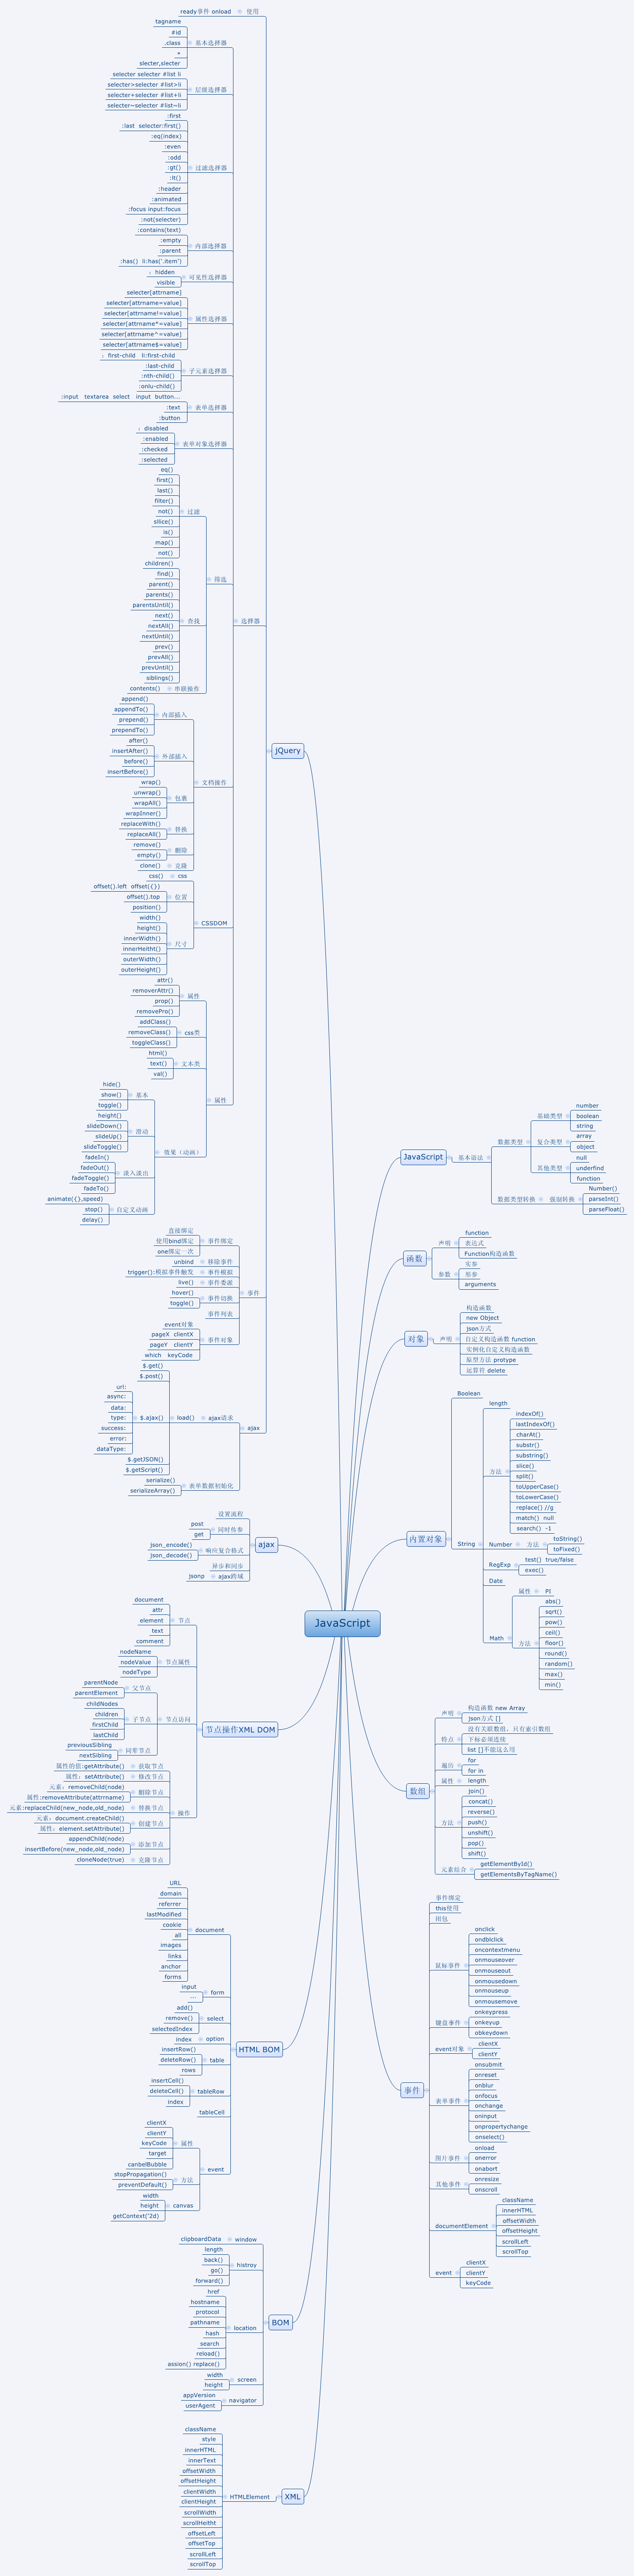 JavaScript
JavaScript
基本语法
数据类型
基础类型
number
boolean
string
复合类型
array
object
其他类型
null
underfind
function
数据类型转换
强制转换
Number()
parseInt()
parseFloat()
函数
声明
function
表达式
Function构造函数
参数
实参
形参
arguments
对象
声明
构造函数
new Object
json方式
自定义构造函数 function
实例化自定义构造函数
原型方法 protype
运算符 delete
内置对象
Boolean
String
length
方法
indexOf()
lastIndexOf()
charAt()
substr()
substring()
slice()
split()
toUpperCase()
toLowerCase()
replace() //g
match() null
search() -1
Number
方法
toString()
toFixed()
RegExp
test() true/false
exec()
Date
Math
属性
PI
方法
abs()
sqrt()
pow()
ceil()
floor()
round()
random()
max()
min()
数组
声明
构造函数 new Array
json方式 []
特点
没有关联数组，只有索引数组
下标必须连续
list []不能这么用
遍历
for
for in
属性
length
方法
join()
concat()
reverse()
push()
unshift()
pop()
shift()
元素综合
getElementById()
getElementsByTagName()
事件
事件绑定
this使用
闭包
鼠标事件
onclick
ondblclick
oncontextmenu
onmouseover
onmouseout
onmousedown
onmouseup
onmousemove
键盘事件
onkeypress
onkeyup
obkeydown
event对象
clientX
clientY
表单事件
onsubmit
onreset
onblur
onfocus
onchange
oninput
onpropertychange
onselect()
图片事件
onload
onerror
onabort
其他事件
onresize
onscroll
documentElement
className
innerHTML
offsetWidth
offsetHeight
scrollLeft
scrollTop
event
clientX
clientY
keyCode
jQuery
使用
ready事件 onload
选择器
基本选择器
tagname
#id
.class
*
slecter,slecter
层级选择器
selecter selecter #list li
selecter>selecter #list>li
selecter+selecter #list+li
selecter~selecter #list~li
过滤选择器
:first
:last selecter:first()
:eq(index)
:even
:odd
:gt()
:lt()
:header
:animated
:focus input:focus
:not(selecter)
内部选择器
:contains(text)
:empty
:parent
:has() li:has('.item')
可见性选择器
：hidden
visible
属性选择器
selecter[attrname]
selecter[attrname=value]
selecter[attrname!=value]
selecter[attrname*=value]
selecter[attrname^=value]
selecter[attrname$=value]
子元素选择器
：first-child li:first-child
:last-child
:nth-child()
:onlu-child()
表单选择器
:input textarea select input button...
:text
:button
表单对象选择器
：disabled
:enabled
:checked
:selected
筛选
过滤
eq()
first()
last()
filter()
not()
sllice()
is()
map()
not()
查找
children()
find()
parent()
parents()
parentsUntil()
next()
nextAll()
nextUntil()
prev()
prevAll()
prevUntil()
siblings()
串联操作
contents()
文档操作
内部插入
append()
appendTo()
prepend()
prependTo()
外部插入
after()
insertAfter()
before()
insertBefore()
包裹
wrap()
unwrap()
wrapAll()
wrapInner()
替换
replaceWith()
replaceAll()
删除
remove()
empty()
克隆
clone()
CSSDOM
css
css()
位置
offset().left offset({})
offset().top
position()
尺寸
width()
height()
innerWidth()
innerHeitht()
outerWidth()
outerHeight()
属性
属性
attr()
removerAttr()
prop()
removePro()
css类
addClass()
removeClass()
toggleClass()
文本类
html()
text()
val()
效果（动画）
基本
hide()
show()
toggle()
滑动
height()
slideDown()
slideUp()
slideToggle()
淡入淡出
fadeIn()
fadeOut()
fadeToggle()
fadeTo()
自定义动画
animate({},speed)
stop()
delay()
事件
事件绑定
直接绑定
使用bind绑定
one绑定一次
移除事件
unbind
事件模拟
trigger():模拟事件触发
事件委派
live()
事件切换
hover()
toggle()
事件列表
事件对象
event对象
pageX clientX
pageY clientY
which keyCode
ajax
ajax请求
load()
$.get()
$.post()
$.ajax()
url:
async:
data:
type:
success:
error:
dataType:
$.getJSON()
$.getScript()
表单数据初始化
serialize()
serializeArray()
ajax
设置流程
同时传参
post
get
响应复合格式
json_encode()
json_decode()
异步和同步
ajax跨域
jsonp
节点操作XML DOM
节点
document
attr
element
text
comment
节点属性
nodeName
nodeValue
nodeType
节点访问
父节点
parentNode
parentElement
子节点
childNodes
children
firstChild
lastChild
同辈节点
previousSibling
nextSibling
操作
获取节点
属性的值:getAttribute()
修改节点
属性：setAttribute()
删除节点
元素：removeChild(node)
属性:removeAttribute(attrname)
替换节点
元素:replaceChild(new_node,old_node)
创建节点
元素：document.createChild()
属性：element.setAttribute()
添加节点
appendChild(node)
insertBefore(new_node,old_node)
克隆节点
cloneNode(true)
HTML BOM
document
URL
domain
referrer
lastModified
cookie
all
images
links
anchor
forms
form
input
...
select
add()
remove()
selectedIndex
option
index
table
insertRow()
deleteRow()
rows
tableRow
insertCell()
deleteCell()
index
tableCell
event
属性
clientX
clientY
keyCode
target
canbelBubble
方法
stopPropagation()
preventDefault()
canvas
width
height
getContext('2d)
BOM
window
clipboardData
histroy
length
back()
go()
forward()
location
href
hostname
protocol
pathname
hash
search
reload()
assion() replace()
screen
width
height
navigator
appVersion
userAgent
XML
HTMLElement
className
style
innerHTML
innerText
offsetWidth
offsetHeight
clientWidth
clientHeight
scrollWidth
scrollHeitht
offsetLeft
offsetTop
scrollLeft
scrollTop